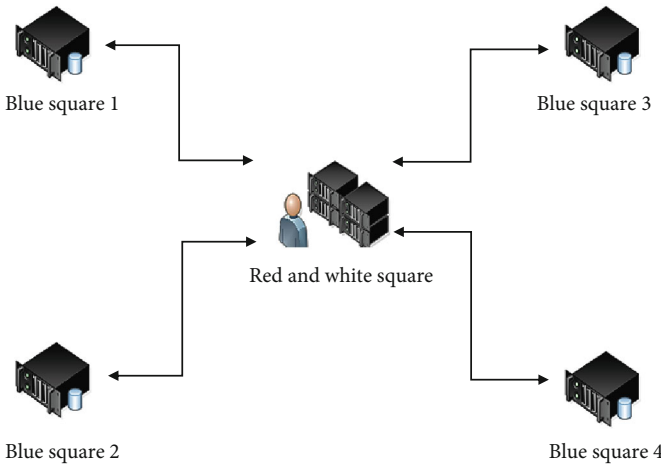 Blue square 1
Blue square 3
Red and white square
Blue square 2
Blue square 4